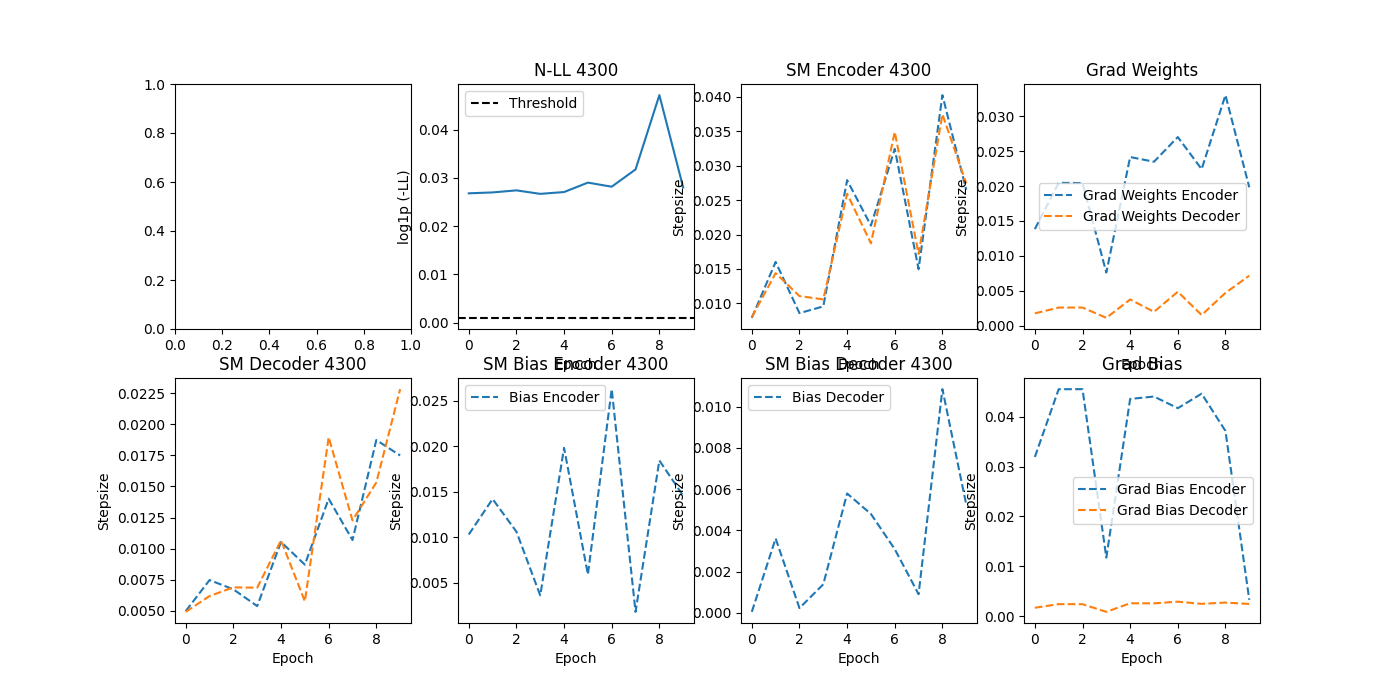 N-LL 4300
SM Encoder 4300
Grad Weights
1.0
0.8
0.6
0.4
0.2
0.0
0.0 0.2 0.4 0.6 0.8 1.0
log1p (-LL)
0.04
0.03
0.02
0.01
0.00
Threshold
0 2 4 6 8
Epoch
Stepsize
0.040
0.035
0.030
0.025
0.020
0.015
0.010
0 2 4 6 8
Epoch
Stepsize
0.030
0.025
0.020
0.015
0.010
0.005
0.000
Grad Weights Encoder
Grad Weights Decoder
0 2 4 6 8
Epoch
SM Decoder 4300
SM Bias Encoder 4300
SM Bias Decoder 4300
Grad Bias
Stepsize
0.0225
0.0200
0.0175
0.0150
0.0125
0.0100
0.0075
0.0050
0 2 4 6 8
Epoch
Stepsize
0.025
0.020
0.015
0.010
0.005
Bias Encoder
0 2 4 6 8
Epoch
Stepsize
0.010
0.008
0.006
0.004
0.002
0.000
Bias Decoder
0 2 4 6 8
Epoch
Stepsize
0.04
0.03
0.02
0.01
0.00
Grad Bias Encoder
Grad Bias Decoder
0 2 4 6 8
Epoch